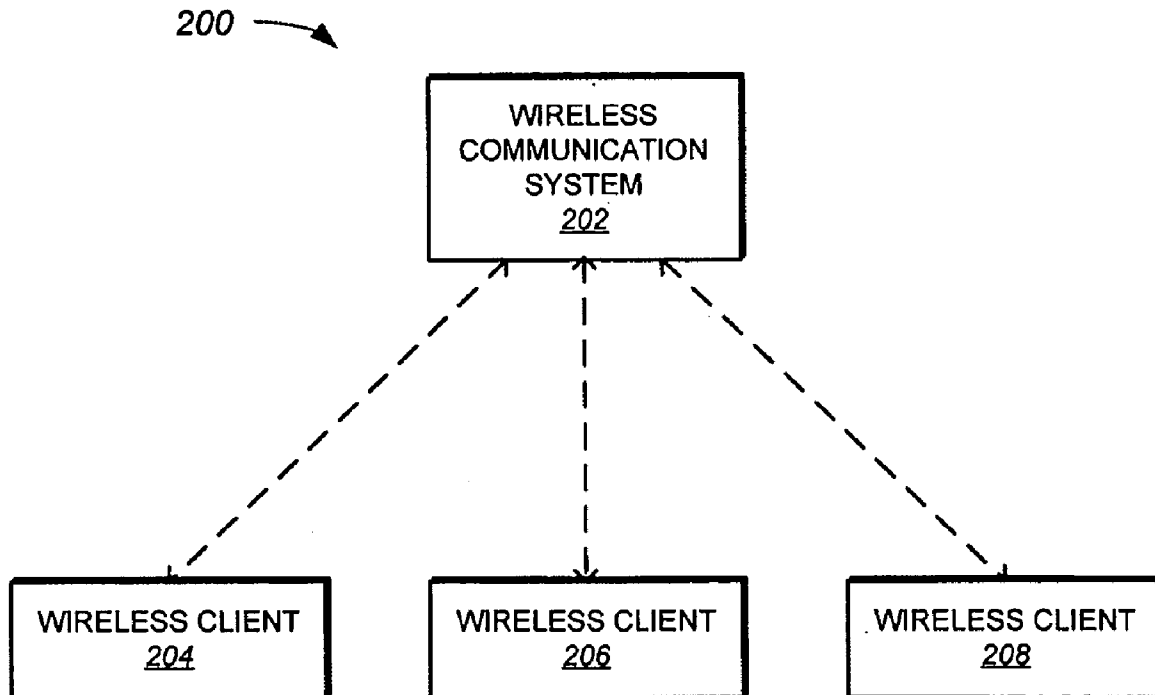 200
WIRELESS
COMMUNICATION
SYSTEM
202
WIRELESS CLIENT
204
WIRELESS CLIENT
206
WIRELESS CLIENT
208